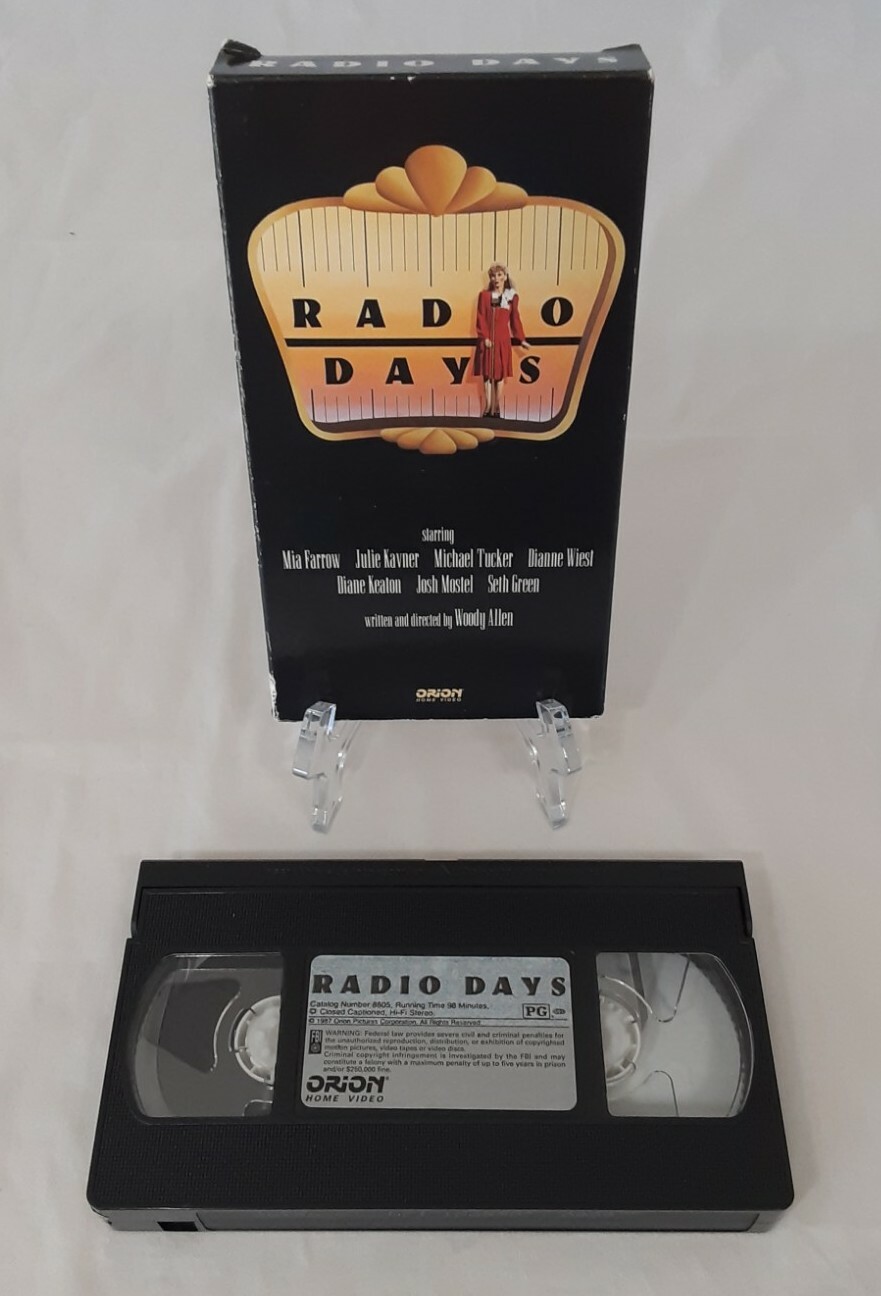 RADIO DAYS
RADIO
DAYS
starring
Mia Farrow Julie Kavner Michael Tucker Dianne Wiest
Diane Keaton Josh Mostel Seth Green
written and directed by Woody Allen
ORION
HOME VIDEO
RADIO DAYS
Catalog Number 8805, Running Time 90 Minutes.
Closed Captioned, Hi-Fi Stereo.
PG
© 1987 Orion Pictures Corporation. All Rights Reserved
FBI
WARNING: Federal law provides severe civil and criminal penalties for
the unauthorized reproduction, distribution, or exhibition of copyrighted
motion pictures, video tapes or video discs.
Criminal copyright infringement is investigated by the FBI and may
constitute a felony with a maximum penalty of up to five years in prison
and/or $250,000 fine.
ORION®
HOME VIDEO